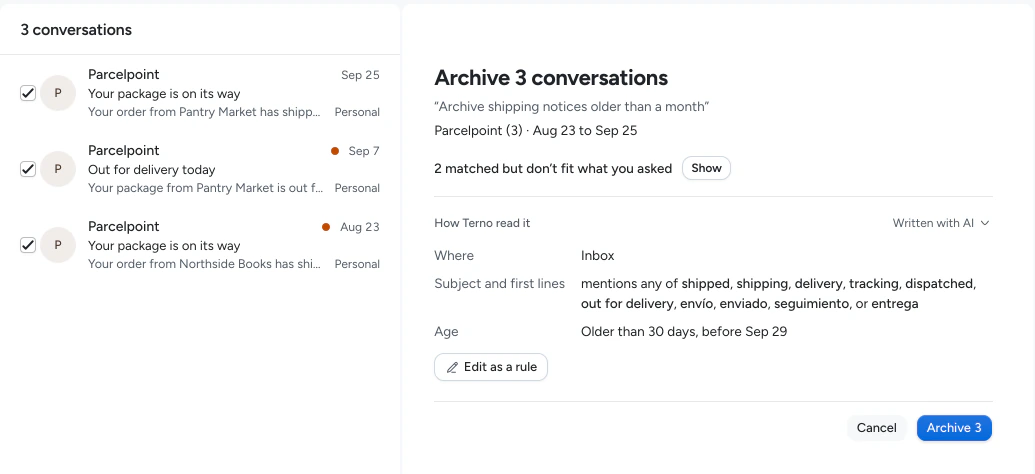 3 conversations
Parcelpoint Sep 25
P
Your package is on its way
Your order from Pantry Market has shipp... Personal
Parcelpoint Sep 7
P
Out for delivery today
Your package from Pantry Market is out f... Personal
Parcelpoint Aug 23
P
Your package is on its way
Your order from Northside Books has shi... Personal
Archive 3 conversations
“Archive shipping notices older than a month”
Parcelpoint (3) · Aug 23 to Sep 25
2 matched but don’t fit what you asked Show
How Terno read it Written with AI
Where Inbox
Subject and first lines mentions any of shipped, shipping, delivery, tracking, dispatched,
out for delivery, envío, enviado, seguimiento, or entrega
Age Older than 30 days, before Sep 29
Edit as a rule
Cancel Archive 3